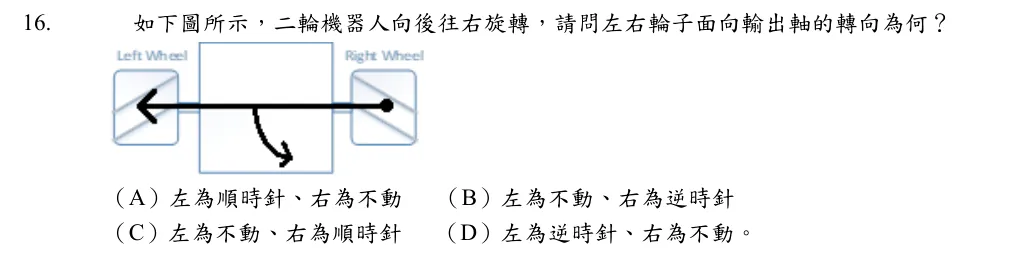 16. 如下圖所示，二輪機器人向後往右旋轉，請問左右輪子面向輸出軸的轉向為何？
Left Wheel Right Wheel
（A）左為順時針、右為不動 （B）左為不動、右為逆時針
（C）左為不動、右為順時針 （D）左為逆時針、右為不動。